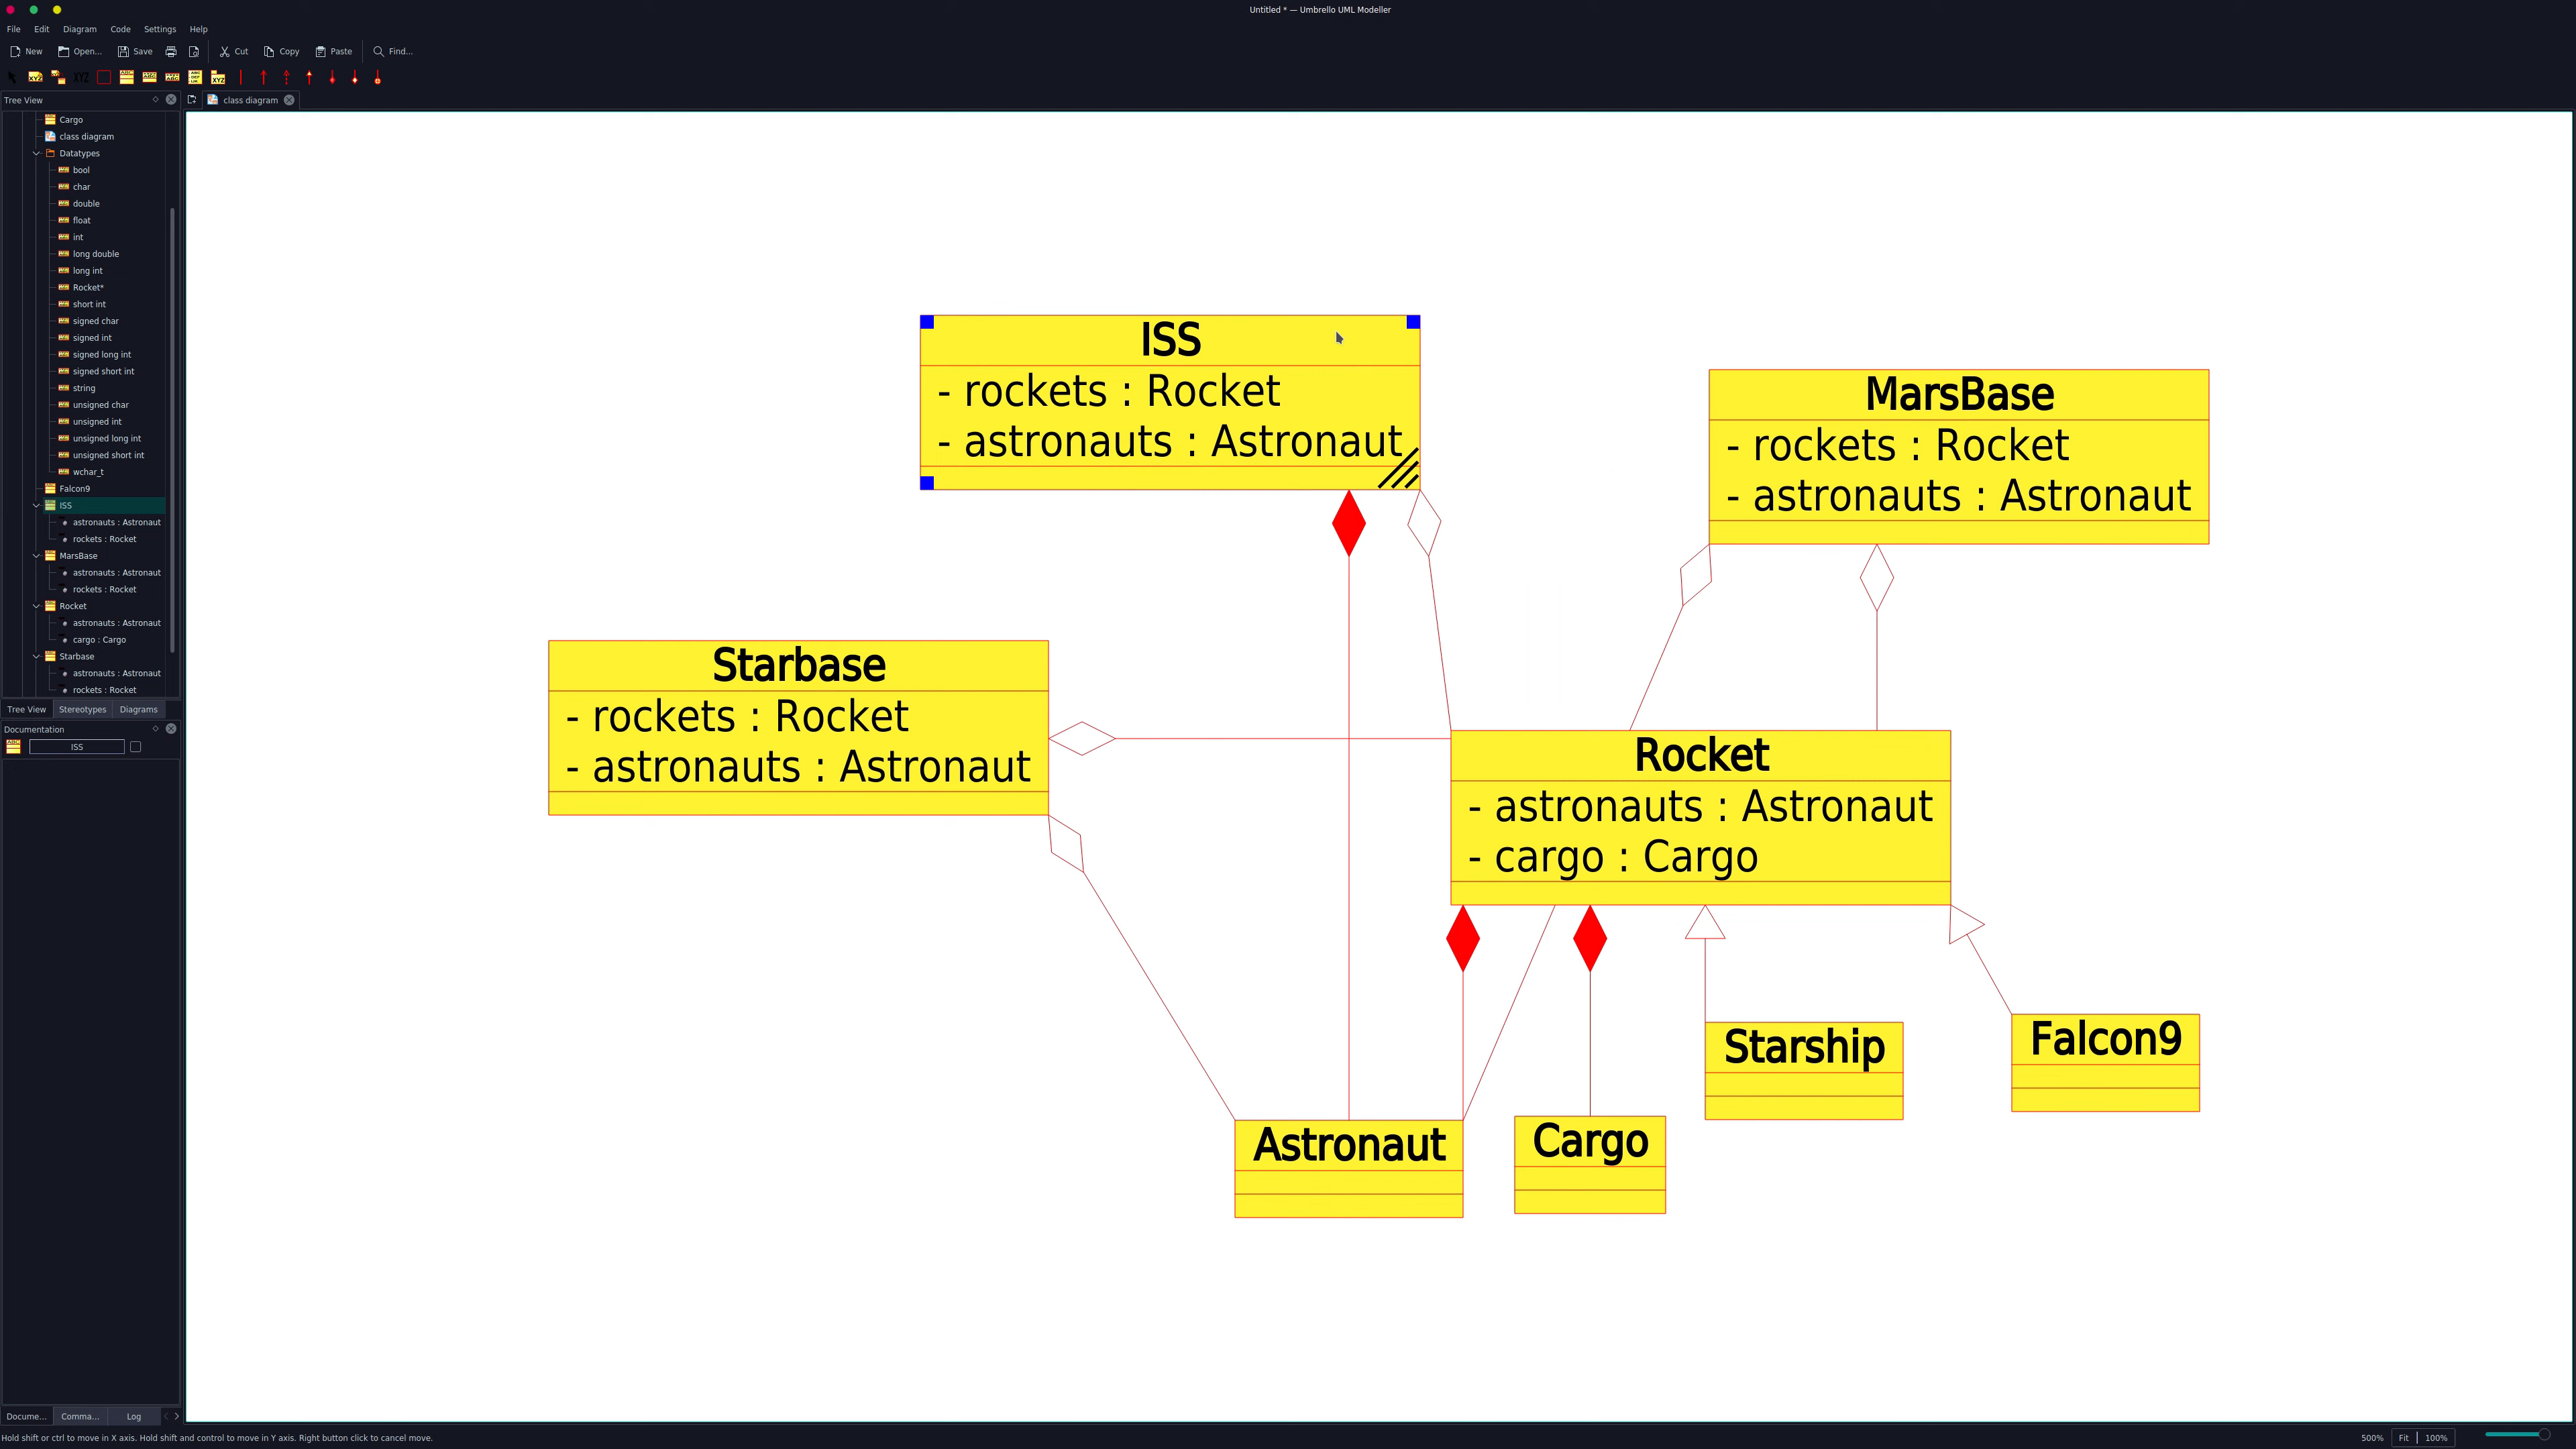 Untitled * — Umbrello UML Modeller
File Edit Diagram Code Settings Help
New Open... Save Cut Copy Paste Find...
Tree View
class diagram
Cargo
class diagram
Datatypes
bool
char
double
float
int
long double
long int
Rocket*
short int
signed char
signed int
signed long int
signed short int
string
unsigned char
unsigned int
unsigned long int
unsigned short int
wchar_t
Falcon9
ISS
astronauts : Astronaut
rockets : Rocket
MarsBase
astronauts : Astronaut
rockets : Rocket
Rocket
astronauts : Astronaut
cargo : Cargo
Starbase
astronauts : Astronaut
rockets : Rocket
Tree View Stereotypes Diagrams
Documentation
ISS
Docume... Comma... Log
ISS
- rockets : Rocket
- astronauts : Astronaut
MarsBase
- rockets : Rocket
- astronauts : Astronaut
Starbase
- rockets : Rocket
- astronauts : Astronaut
Rocket
- astronauts : Astronaut
- cargo : Cargo
Starship
Falcon9
Astronaut
Cargo
Hold shift or ctrl to move in X axis. Hold shift and control to move in Y axis. Right button click to cancel move.
500% Fit 100%